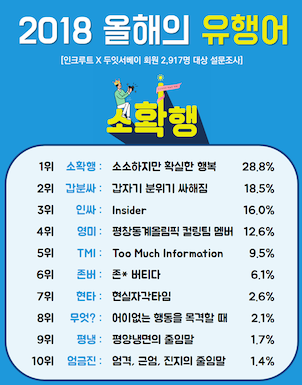 2018 올해의 유행어
[인크루트 X 두잇서베이 회원 2,917명 대상 설문조사]
소확행
1위 소확행 : 소소하지만 확실한 행복 28.8%
2위 갑분싸 : 갑자기 분위기 싸해짐 18.5%
3위 인싸 : Insider 16.0%
4위 영미 : 평창동계올림픽 컬링팀 멤버 12.6%
5위 TMI : Too Much Information 9.5%
6위 존버 : 존* 버티다 6.1%
7위 현타 : 현실자각타임 2.6%
8위 무엇? : 어이없는 행동을 목격할 때 2.1%
9위 평냉 : 평양냉면의 줄임말 1.7%
10위 엄금진 : 엄격, 근엄, 진지의 줄임말 1.4%